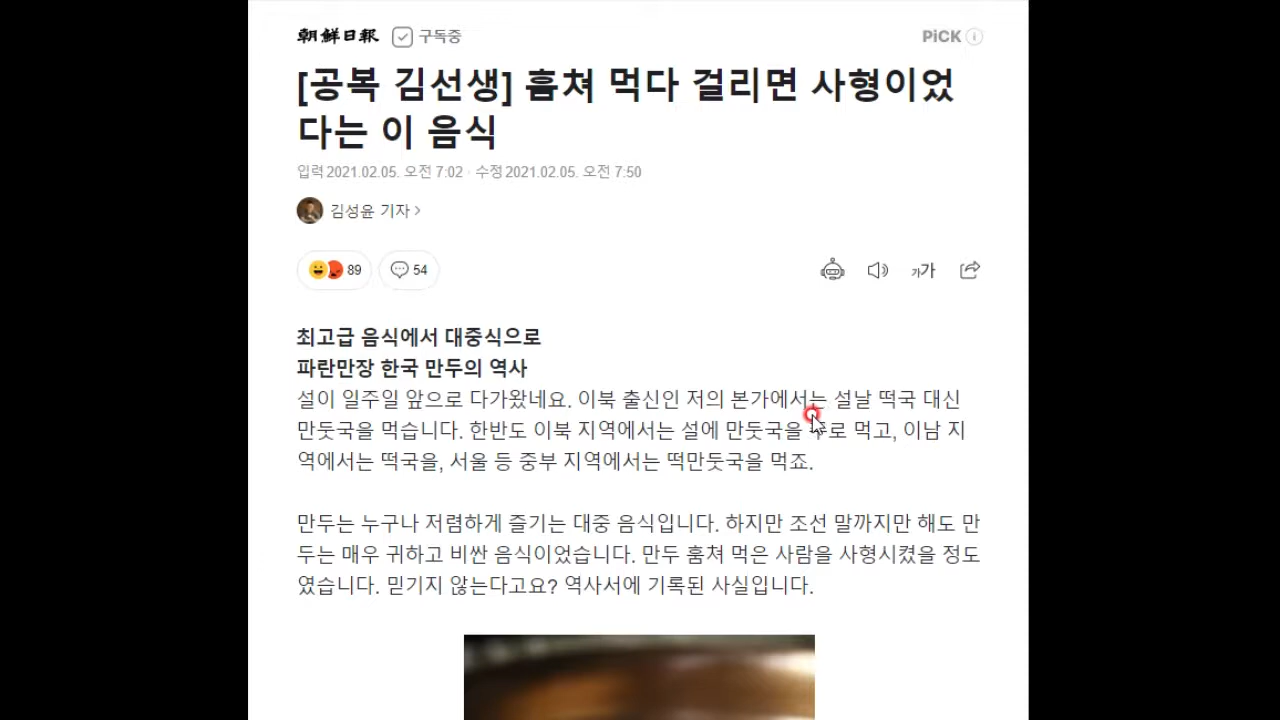 朝鮮日報 구독중 PiCK
[공복 김선생] 훔쳐 먹다 걸리면 사형이었
다는 이 음식
입력 2021.02.05. 오전 7:02 · 수정 2021.02.05. 오전 7:50
김성윤 기자 >
89 54 가가
최고급 음식에서 대중식으로
파란만장 한국 만두의 역사
설이 일주일 앞으로 다가왔네요. 이북 출신인 저의 본가에서는 설날 떡국 대신
만둣국을 먹습니다. 한반도 이북 지역에서는 설에 만둣국을 먹고, 이남 지
역에서는 떡국을, 서울 등 중부 지역에서는 떡만둣국을 먹죠.
만두는 누구나 저렴하게 즐기는 대중 음식입니다. 하지만 조선 말까지만 해도 만
두는 매우 귀하고 비싼 음식이었습니다. 만두 훔쳐 먹은 사람을 사형시켰을 정도
였습니다. 믿기지 않는다고요? 역사서에 기록된 사실입니다.